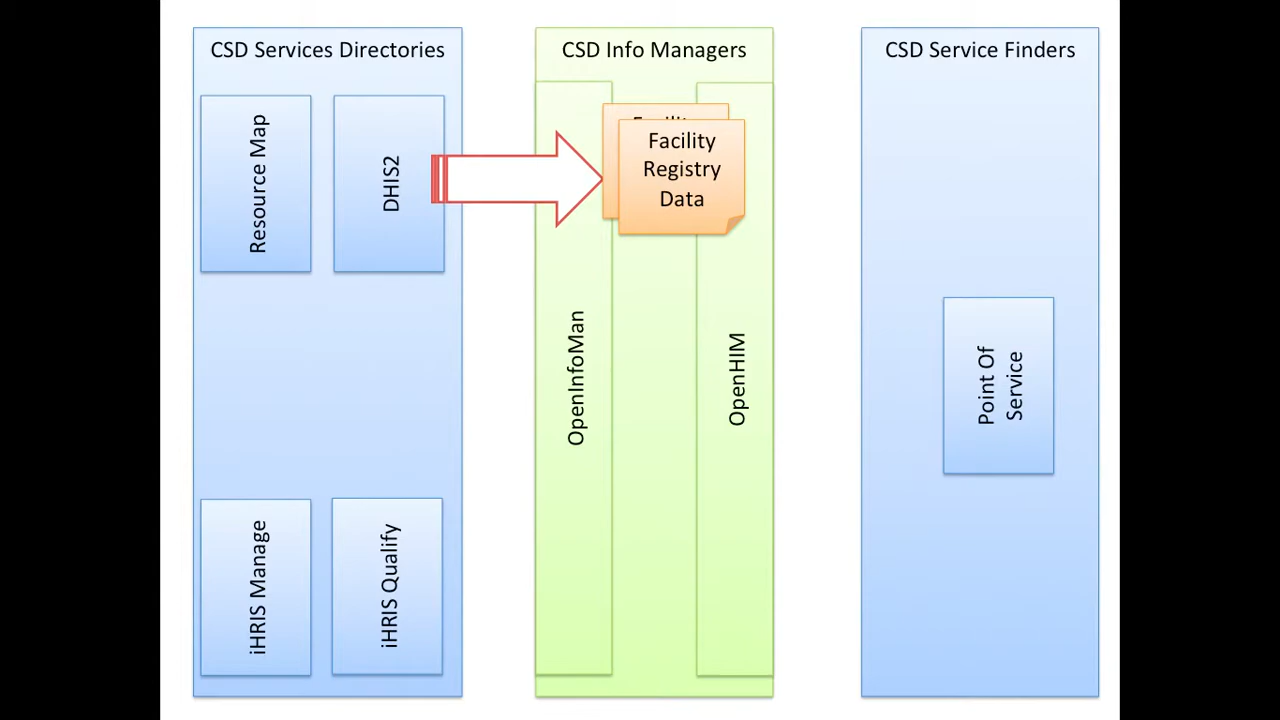 CSD Services Directories
CSD Info Managers
CSD Service Finders
Resource Map
DHIS2
Facility
Registry
Data
OpenInfoMan
OpenHIM
Point Of
Service
iHRIS Manage
iHRIS Qualify